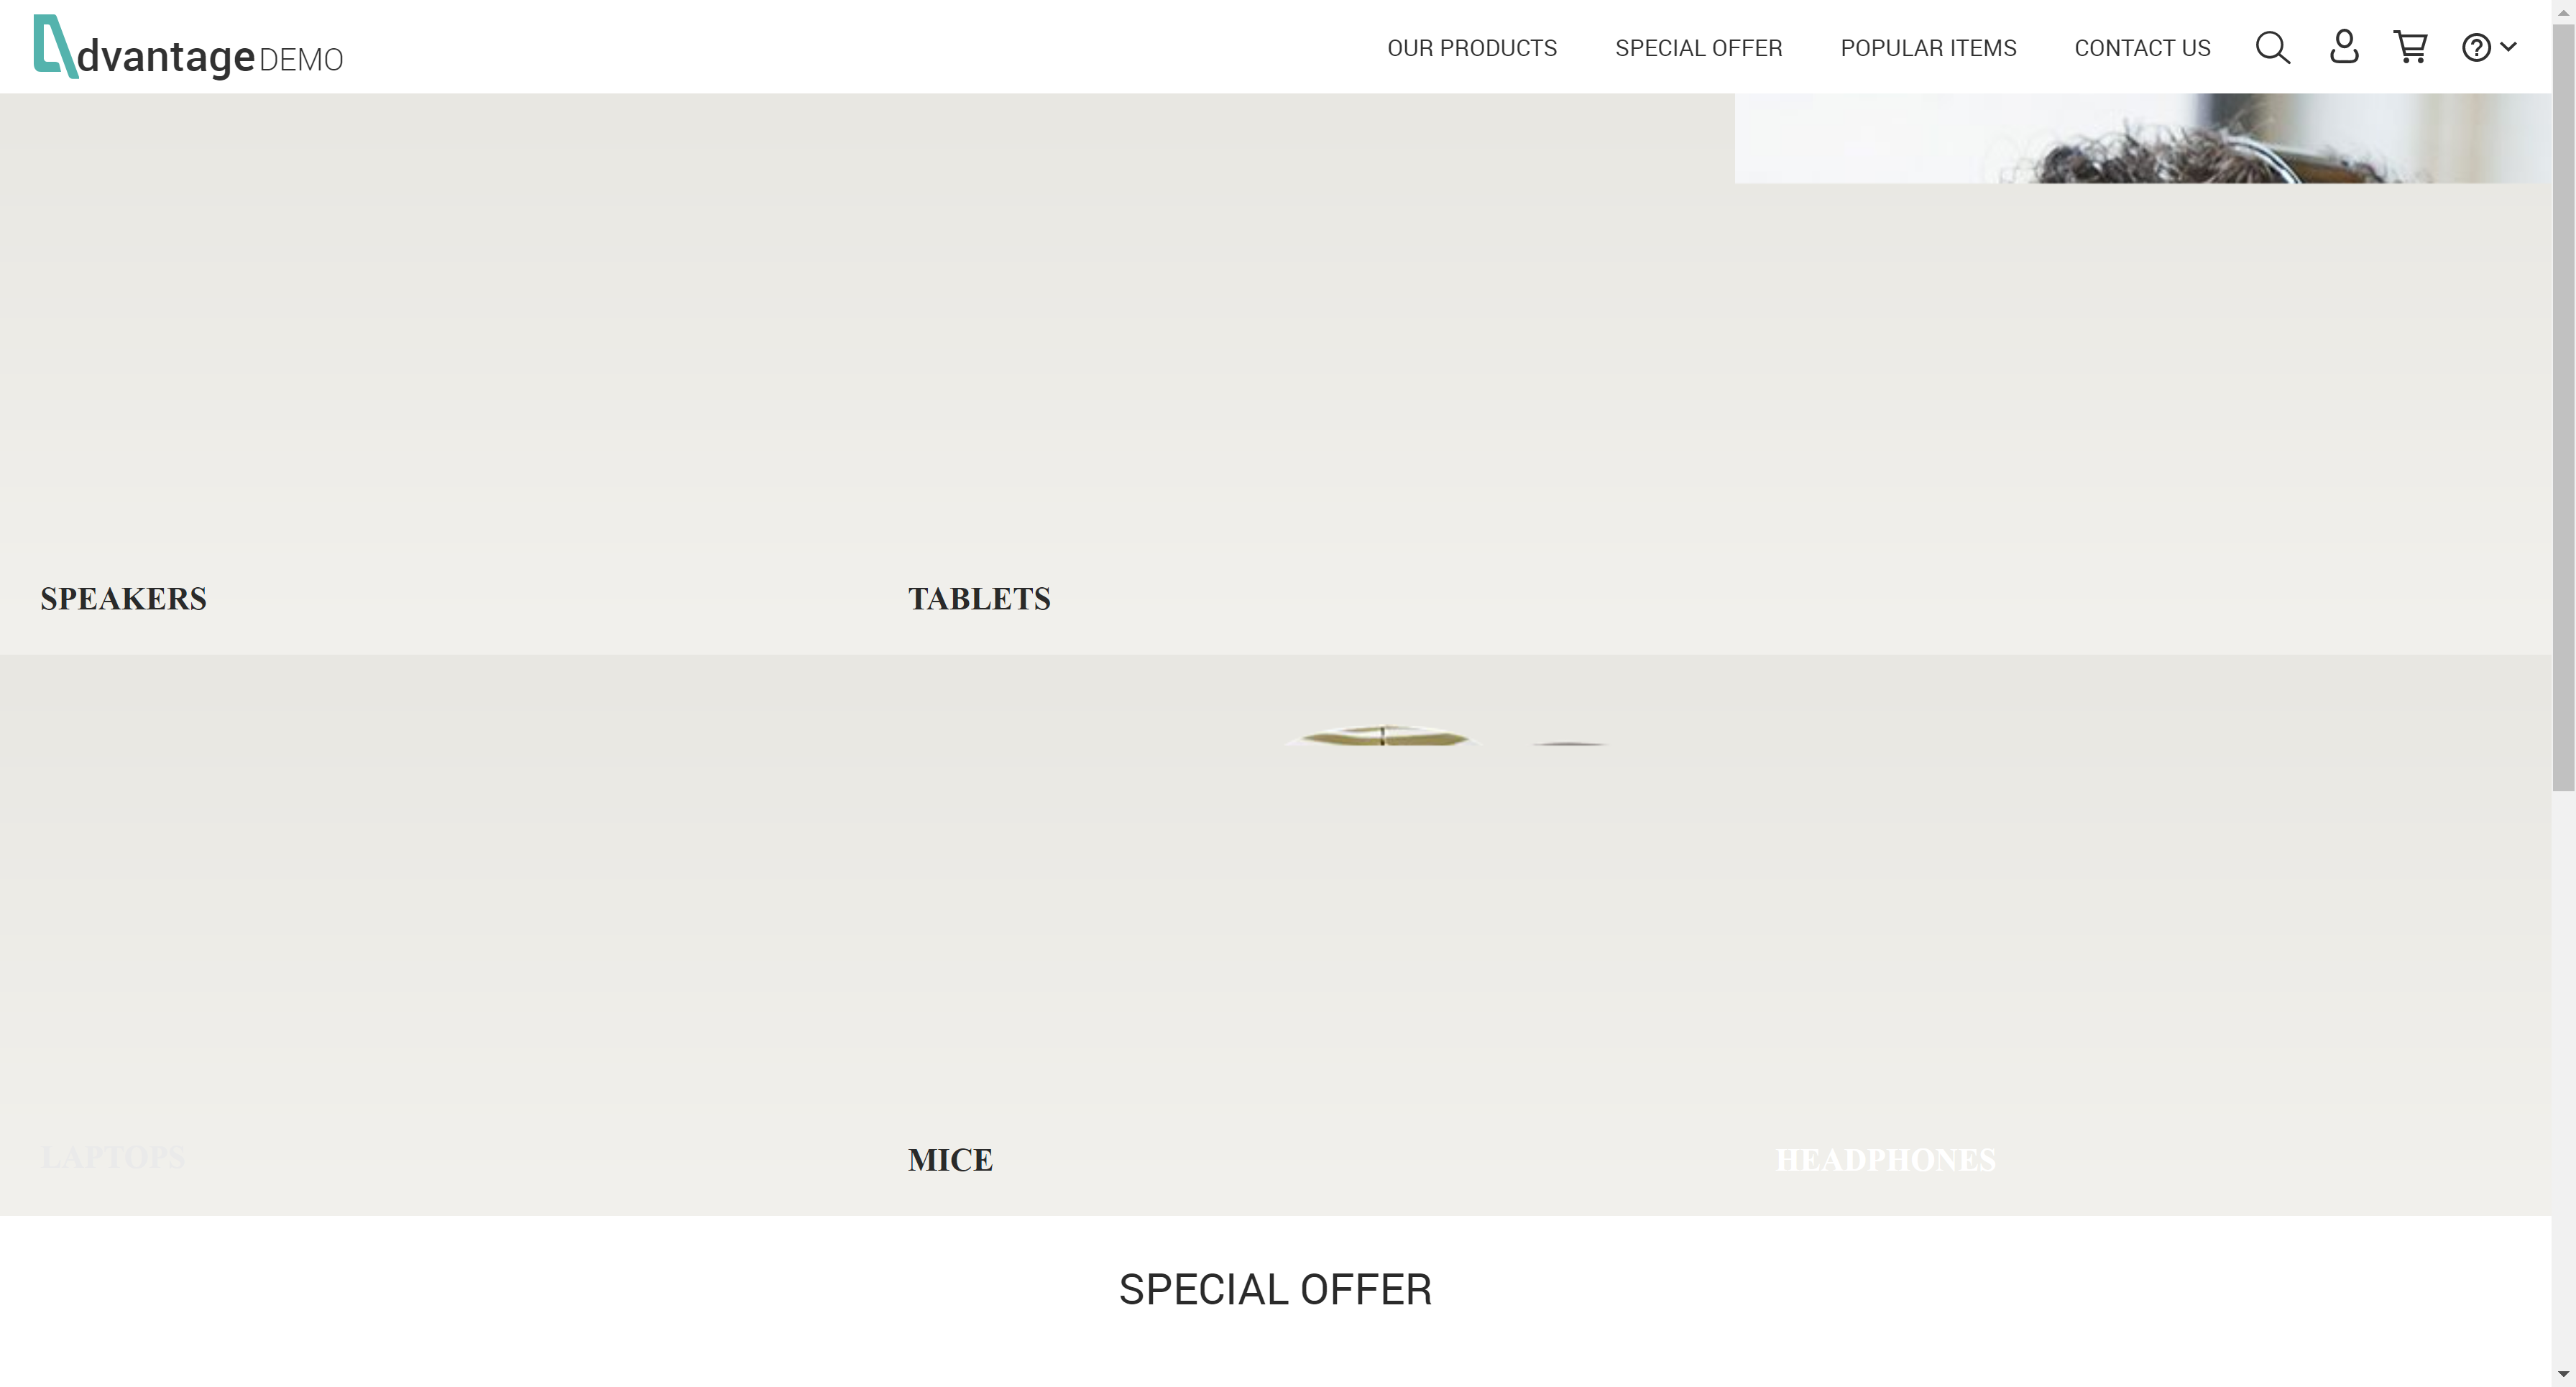 dvantage DEMO
OUR PRODUCTS SPECIAL OFFER POPULAR ITEMS CONTACT US
SPEAKERS TABLETS
LAPTOPS MICE HEADPHONES
SPECIAL OFFER